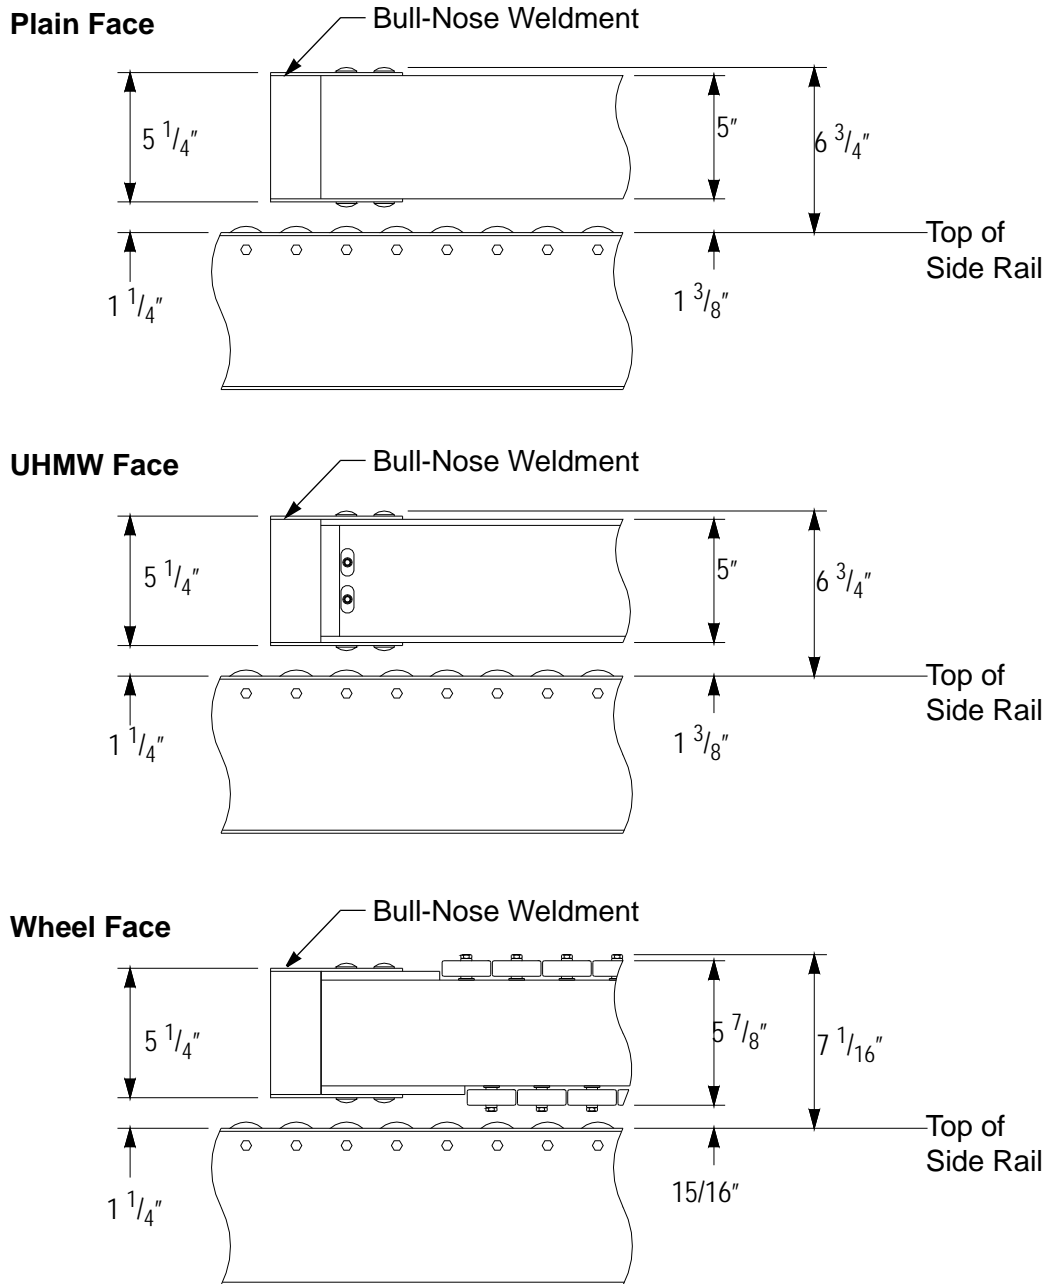 Plain Face
Bull-Nose Weldment
5 1/4"
5"
6 3/4"
Top of
Side Rail
1 1/4"
1 3/8"
UHMW Face
Bull-Nose Weldment
5 1/4"
5"
6 3/4"
Top of
Side Rail
1 1/4"
1 3/8"
Wheel Face
Bull-Nose Weldment
5 1/4"
5 7/8"
7 1/16"
Top of
Side Rail
1 1/4"
15/16"